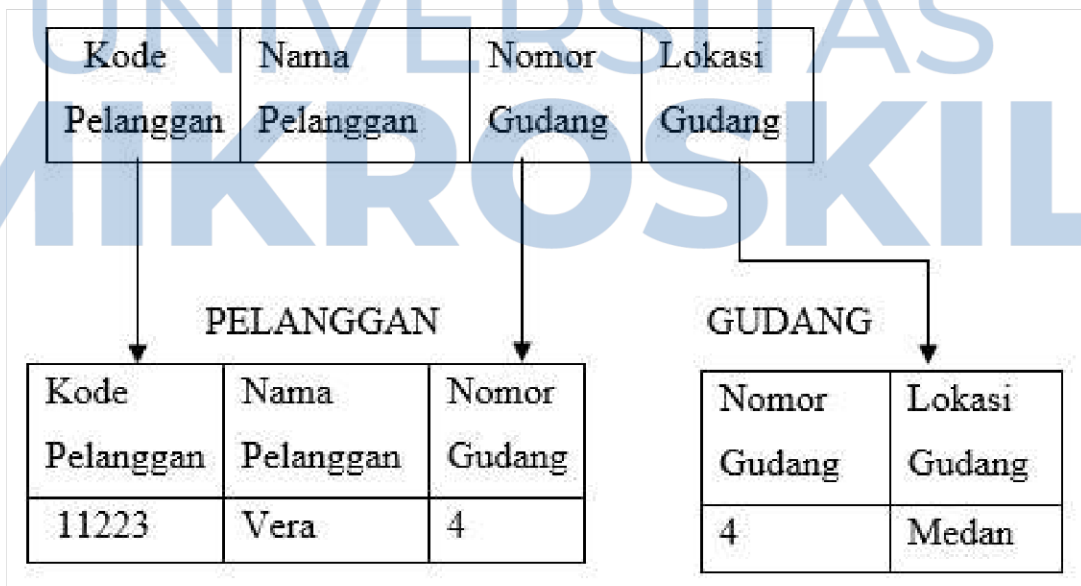 UNIVERSITAS
MIKROSKIL
Kode Pelanggan Nama Pelanggan Nomor Gudang Lokasi Gudang
PELANGGAN
Kode Pelanggan Nama Pelanggan Nomor Gudang
11223 Vera 4
GUDANG
Nomor Gudang Lokasi Gudang
4 Medan